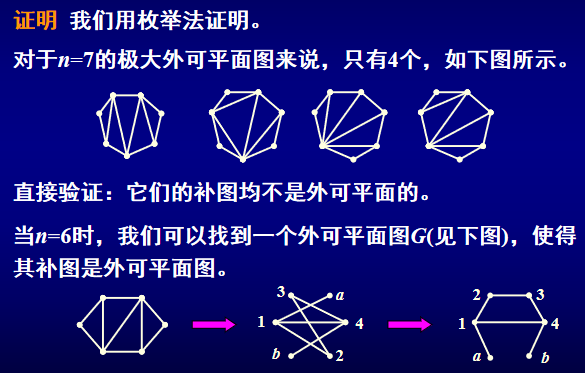 证明 我们用枚举法证明。
对于n=7的极大外可平面图来说，只有4个，如下图所示。
直接验证：它们的补图均不是外可平面的。
当n=6时，我们可以找到一个外可平面图G(见下图)，使得
其补图是外可平面图。
3 a 2 3
1 4 1 4
b 2 a b